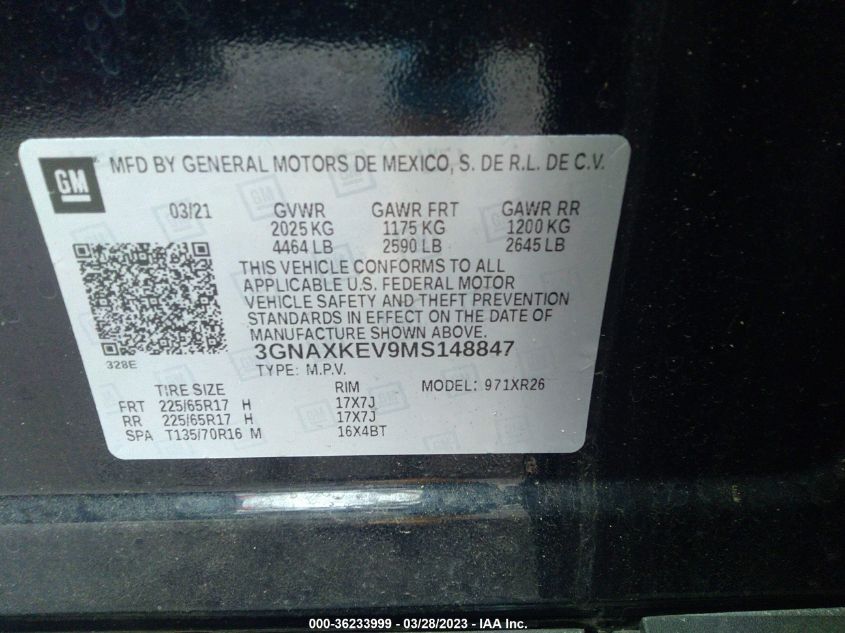 GM
MFD BY GENERAL MOTORS DE MEXICO, S. DE R.L. DE C.V.
03/21 GVWR GAWR FRT GAWR RR
2025 KG 1175 KG 1200 KG
4464 LB 2590 LB 2645 LB
THIS VEHICLE CONFORMS TO ALL
APPLICABLE U.S. FEDERAL MOTOR
VEHICLE SAFETY AND THEFT PREVENTION
STANDARDS IN EFFECT ON THE DATE OF
MANUFACTURE SHOWN ABOVE.
328E
3GNAXKEV9MS148847
TYPE: M.P.V.
TIRE SIZE RIM MODEL: 971XR26
FRT 225/65R17 H 17X7J
RR 225/65R17 H 17X7J
SPA T135/70R16 M 16X4BT
000-36233999 - 03/28/2023 - IAA Inc.